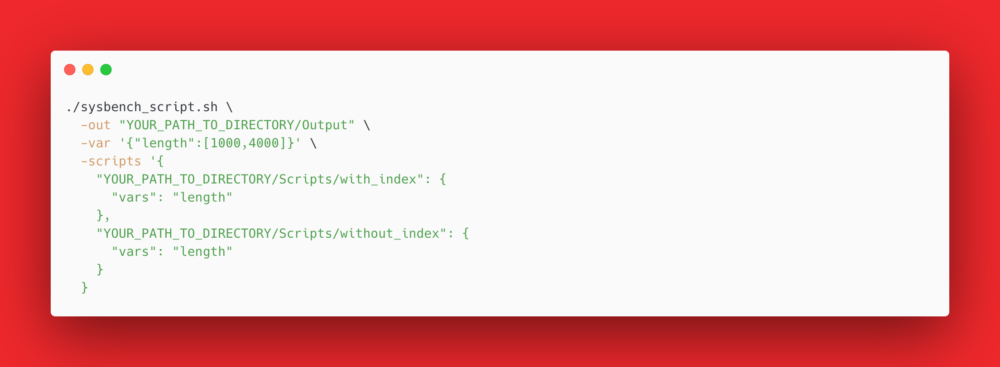 ./sysbench_script.sh \
  -out "YOUR_PATH_TO_DIRECTORY/Output" \
  -var '{"length":[1000,4000]}' \
  -scripts '{
    "YOUR_PATH_TO_DIRECTORY/Scripts/with_index": {
      "vars": "length"
    },
    "YOUR_PATH_TO_DIRECTORY/Scripts/without_index": {
      "vars": "length"
    }
  }